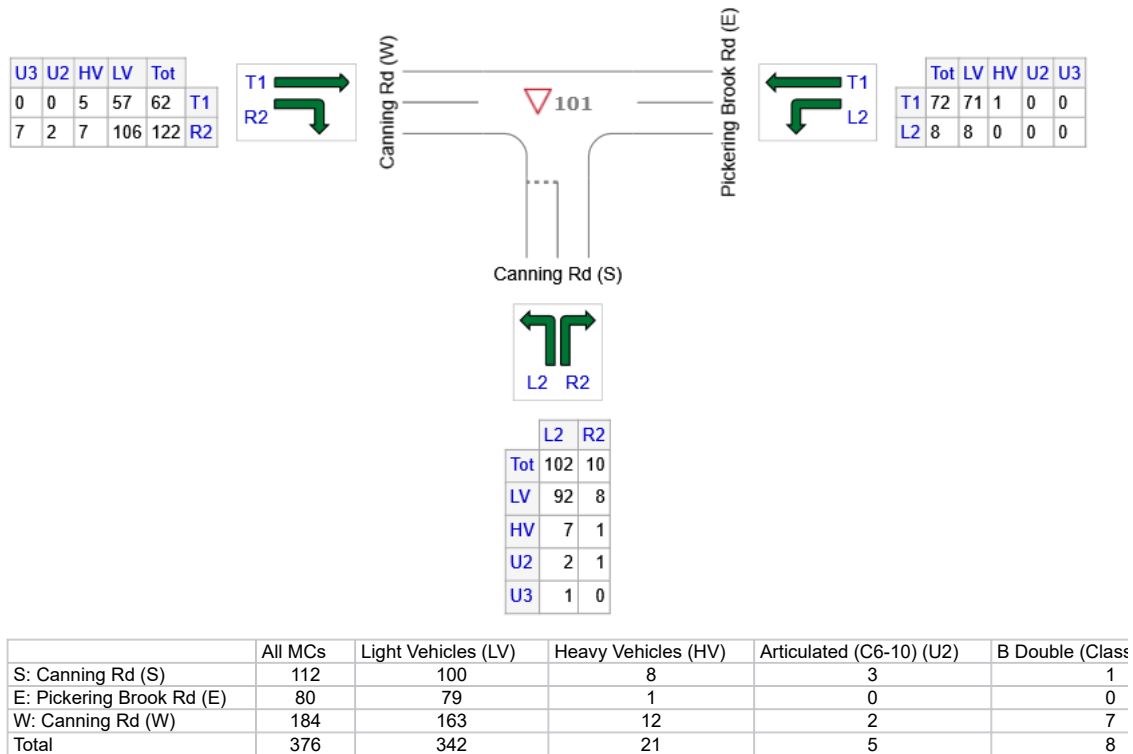 U3 U2 HV LV Tot
0 0 5 57 62 T1
7 2 7 106 122 R2
T1
R2
Canning Rd (W)
101
Pickering Brook Rd (E)
T1
L2
Tot LV HV U2 U3
T1 72 71 1 0 0
L2 8 8 0 0 0
Canning Rd (S)
L2 R2
L2 R2
Tot 102 10
LV 92 8
HV 7 1
U2 2 1
U3 1 0
All MCs Light Vehicles (LV) Heavy Vehicles (HV) Articulated (C6-10) (U2) B Double (Clas
S: Canning Rd (S) 112 100 8 3 1
E: Pickering Brook Rd (E) 80 79 1 0 0
W: Canning Rd (W) 184 163 12 2 7
Total 376 342 21 5 8